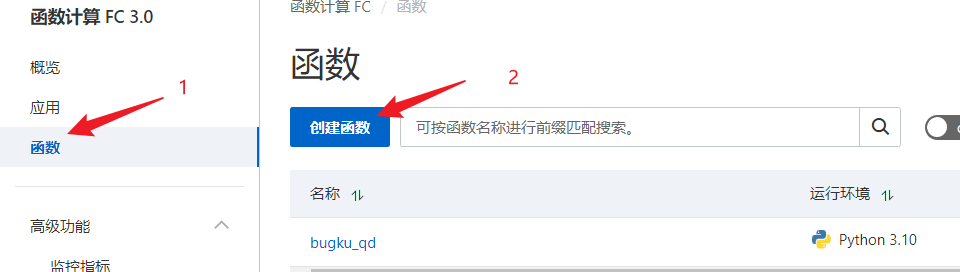 函数计算 FC 3.0
概览
应用
函数
高级功能
监控指标
1
函数计算 FC / 函数
函数
2
创建函数
可按函数名称进行前缀匹配搜索。
名称
运行环境
bugku_qd
Python 3.10